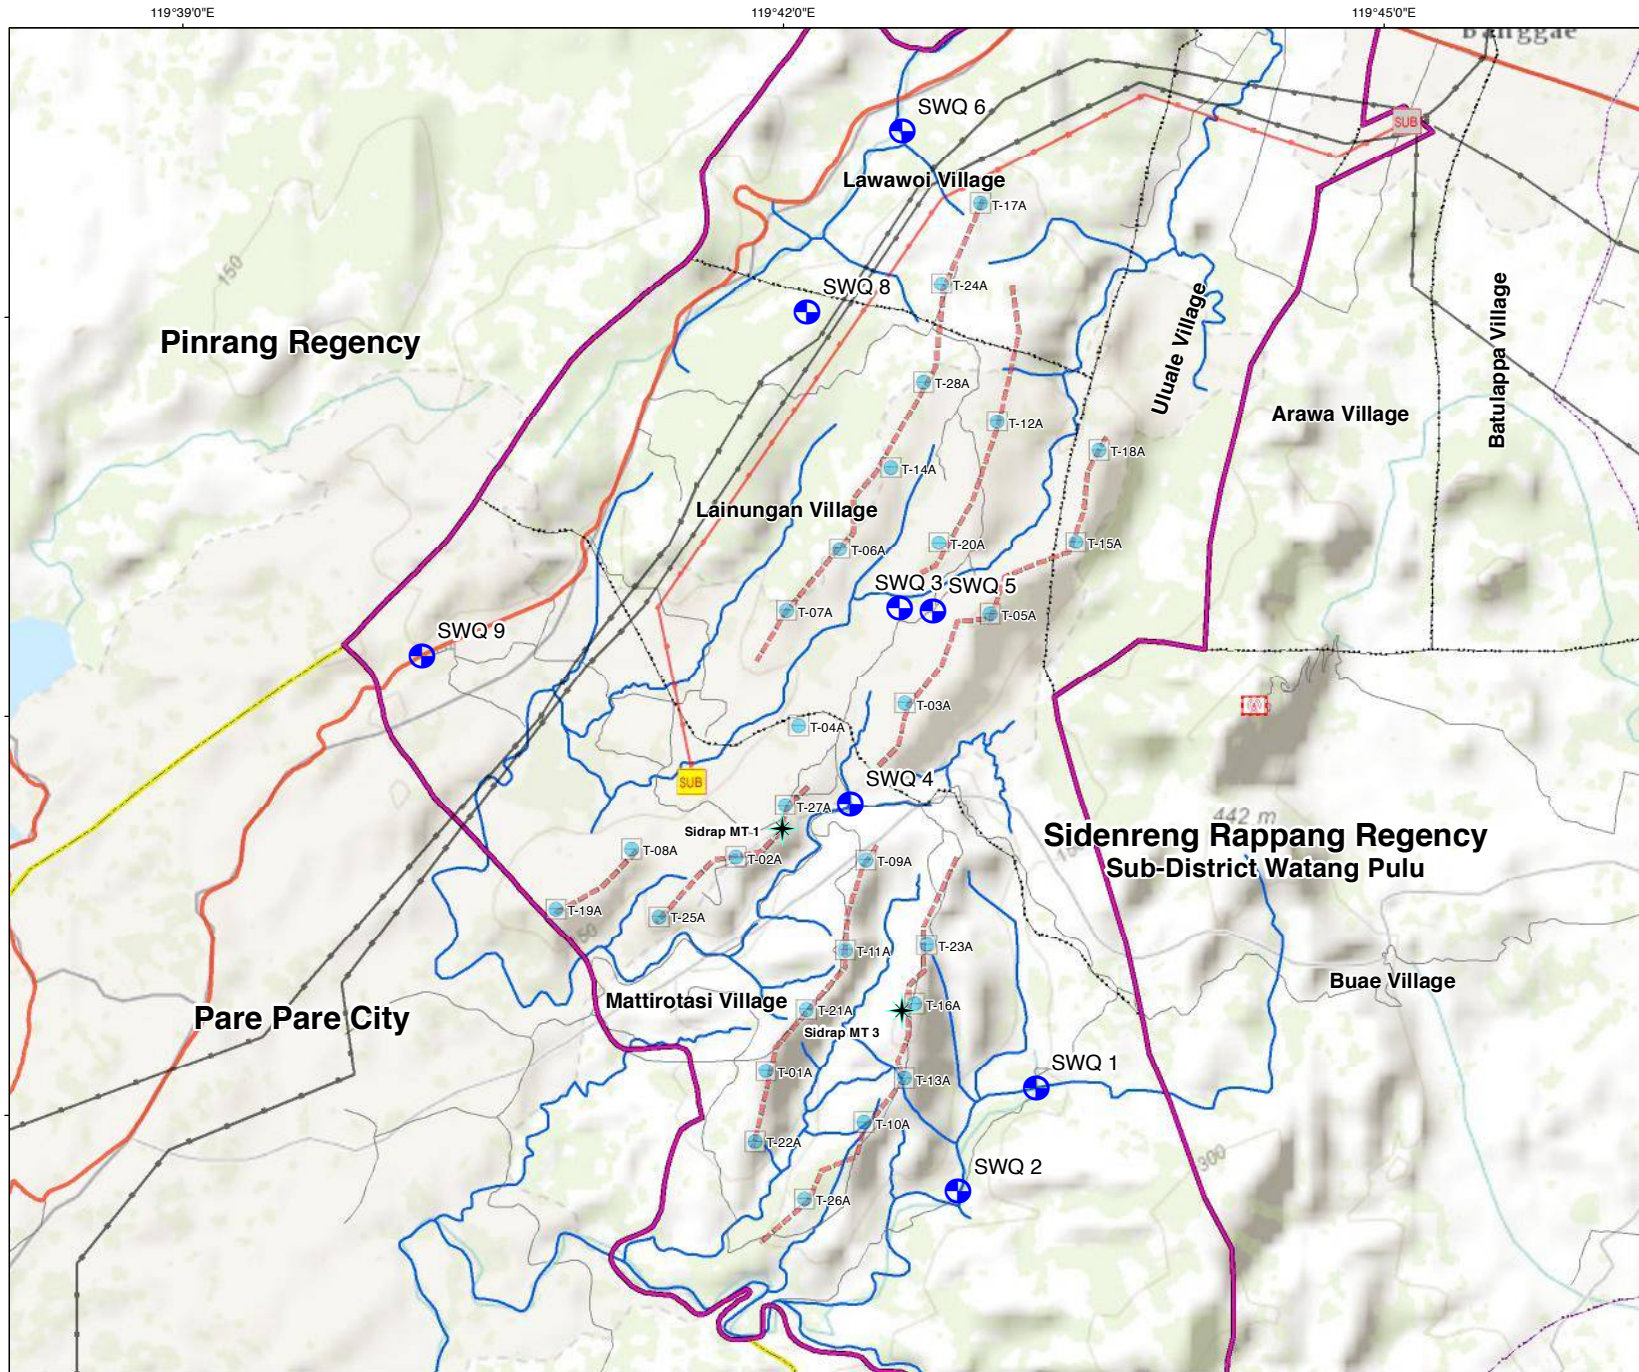 119°39'0"E
119°42'0"E
119°45'0"E
Banggae
SWQ 6
SUB
Lawawoi Village
T-17A
150
T-24A
SWQ 8
Uluale Village
Batulappa Village
Pinrang Regency
T-28A
Arawa Village
T-12A
T-18A
T-14A
Lainungan Village
T-06A
T-20A
T-15A
SWQ 3
SWQ 5
T-07A
T-05A
SWQ 9
T-03A
T-04A
SUB
SWQ 4
T-27A
442 m
Sidrap MT 1
Sidenreng Rappang Regency
T-08A
T-02A
T-09A
Sub-District Watang Pulu
T-19A
T-25A
T-23A
T-11A
Buae Village
Mattirotasi Village
T-16A
T-21A
Pare Pare City
Sidrap MT 3
SWQ 1
T-01A
T-13A
T-10A
T-22A
300
SWQ 2
T-26A